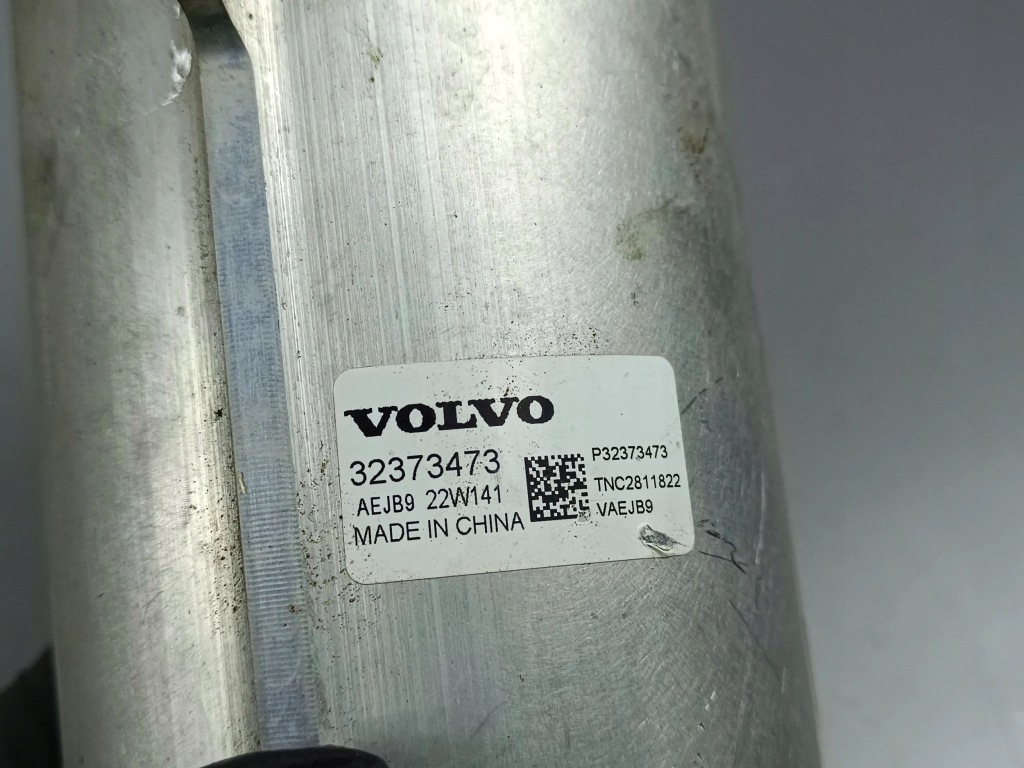 VOLVO
32373473
AEJB9 22W141
MADE IN CHINA
P32373473
TNC2811822
VAEJB9